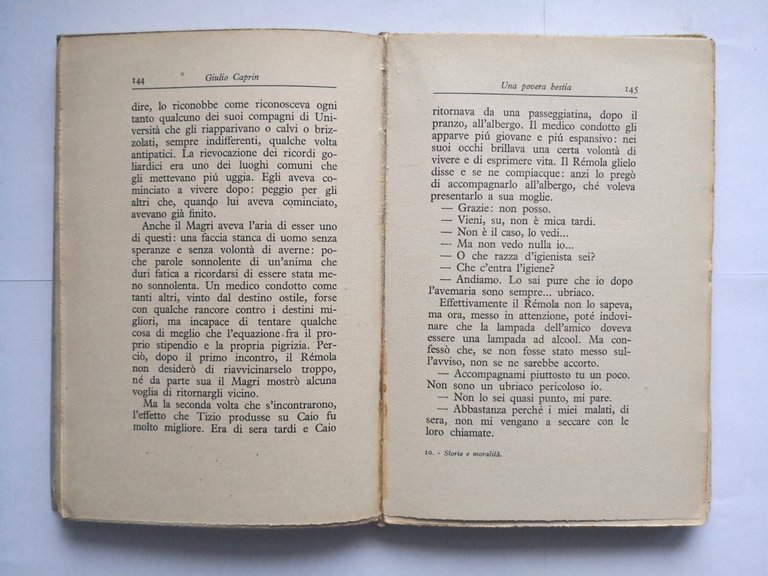 144
Giulio Caprin
dire, lo riconobbe come riconosceva ogni
tanto qualcuno dei suoi compagni di Uni-
versità che gli riapparivano o calvi o briz-
zolati, sempre indifferenti, qualche volta
antipatici. La rievocazione dei ricordi go-
liardici era uno dei luoghi comuni che
gli mettevano piú uggia. Egli aveva co-
minciato a vivere dopo: peggio per gli
altri che, quando lui aveva cominciato,
avevano già finito.
Anche il Magri aveva l'aria di esser uno
di questi: una faccia stanca di uomo senza
speranze e senza volontà di averne: po-
che parole sonnolente di un'anima che
duri fatica a ricordarsi di essere stata me-
no sonnolenta. Un medico condotto come
tanti altri, vinto dal destino ostile, forse
con qualche rancore contro i destini mi-
gliori, ma incapace di tentare qualche
cosa di meglio che l'equazione fra il pro-
prio stipendio e la propria pigrizia. Per-
ciò, dopo il primo incontro, il Rémola
non desiderò di riavvicinarselo troppo,
né da parte sua il Magri mostrò alcuna
voglia di ritornargli vicino.
Ma la seconda volta che s'incontrarono,
l'effetto che Tizio produsse su Caio fu
molto migliore. Era di sera tardi e Caio
Una povera bestia
145
ritornava da una passeggiatina, dopo il
pranzo, all'albergo. Il medico condotto gli
apparve piú giovane e piú espansivo: nei
suoi occhi brillava una certa volontà di
vivere e di esprimere vita. Il Rémola glielo
disse e se ne compiacque: anzi lo pregò
di accompagnarlo all'albergo, ché voleva
presentarlo a sua moglie.
— Grazie: non posso.
— Vieni, su, non è mica tardi.
— Non è il caso, lo vedi...
— Ma non vedo nulla io...
— O che razza d'igienista sei?
— Che c'entra l'igiene?
— Andiamo. Lo sai pure che io dopo
l'avemaria sono sempre... ubriaco.
Effettivamente il Rémola non lo sapeva,
ma ora, messo in attenzione, poté indovi-
nare che la lampada dell'amico doveva
essere una lampada ad alcool. Ma con-
fessò che, se non fosse stato messo sul-
l'avviso, non se ne sarebbe accorto.
— Accompagnami piuttosto tu un poco.
Non sono un ubriaco pericoloso io.
— Non lo sei quasi punto, mi pare.
— Abbastanza perché i miei malati, di
sera, non mi vengano a seccare con le
loro chiamate.
10. - Storie e moralità.